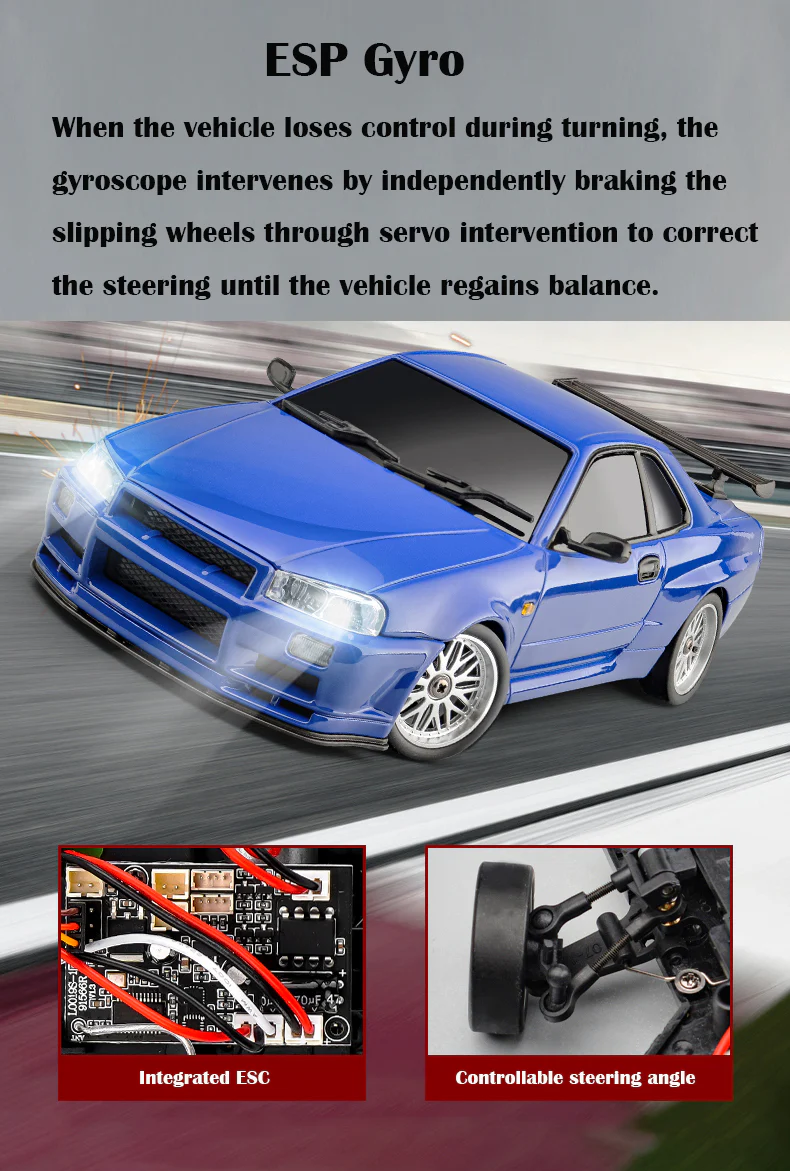 ESP Gyro
When the vehicle loses control during turning, the
gyroscope intervenes by independently braking the
slipping wheels through servo intervention to correct
the steering until the vehicle regains balance.
Integrated ESC
Controllable steering angle